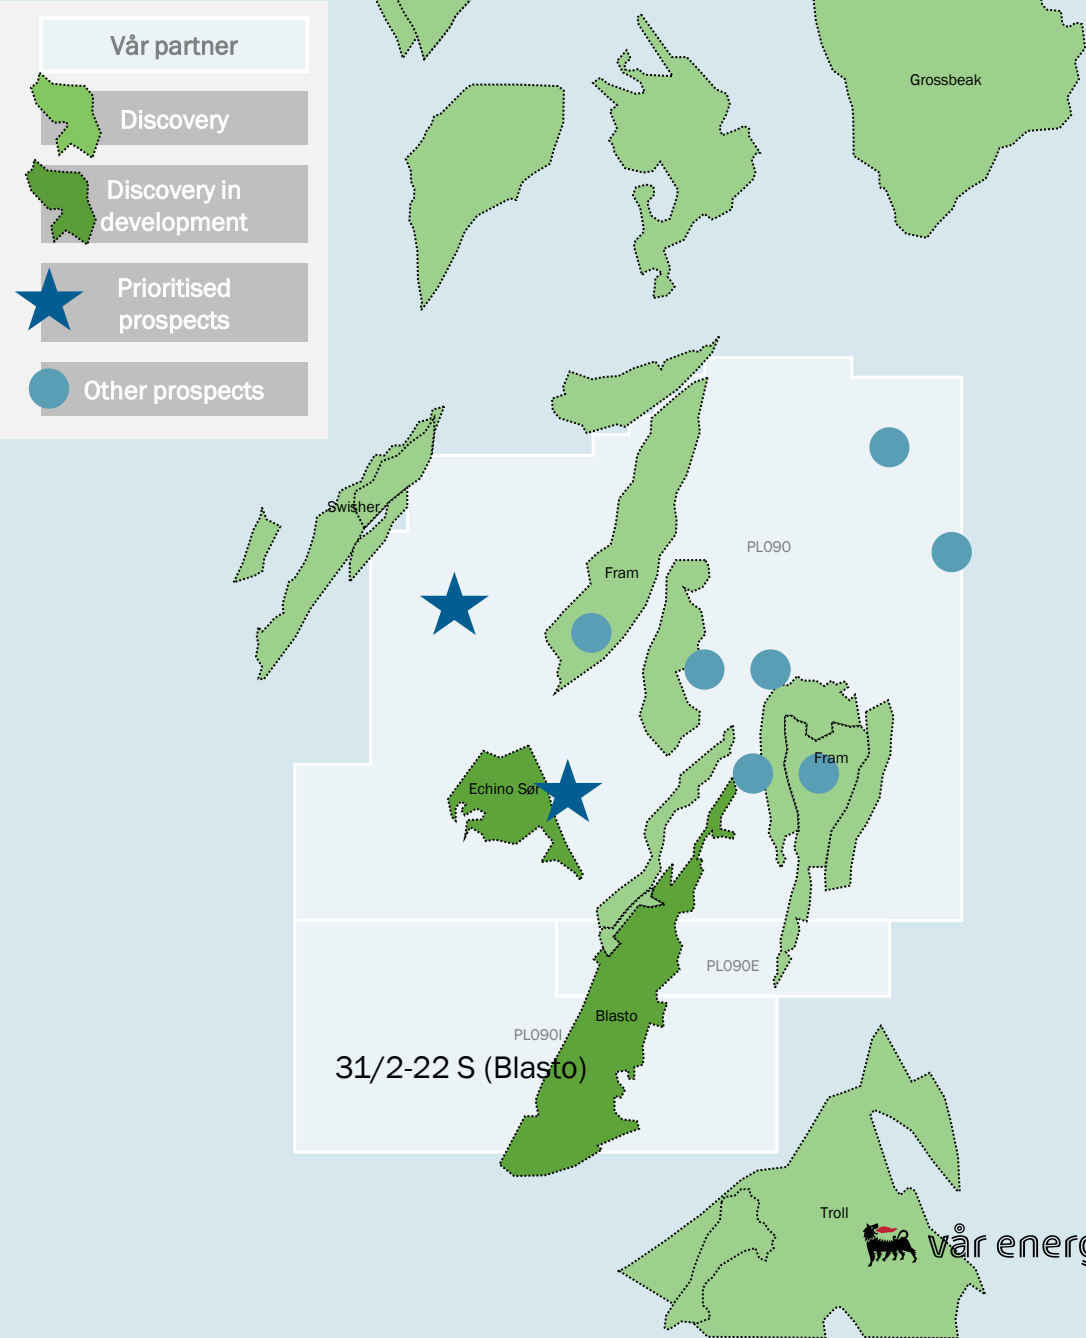 Vår partner
Discovery
Discovery in
development
Prioritised
prospects
Other prospects
Grossbeak
Swisher
PL090
Fram
Fram
Echino Sør
PL090E
Blasto
PL090I
31/2-22 S (Blasto)
Troll
vår energ